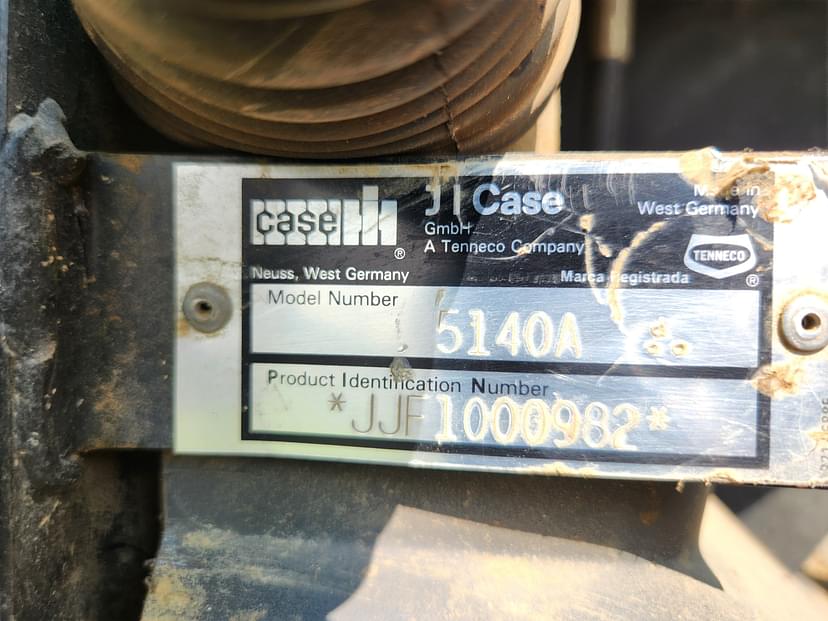 case IH ®
J I Case
GmbH
A Tenneco Company
Made in
West Germany
TENNECO
®
Neuss, West Germany
Marca Registrada
Model Number
5140A
Product Identification Number
*JJF1000982*